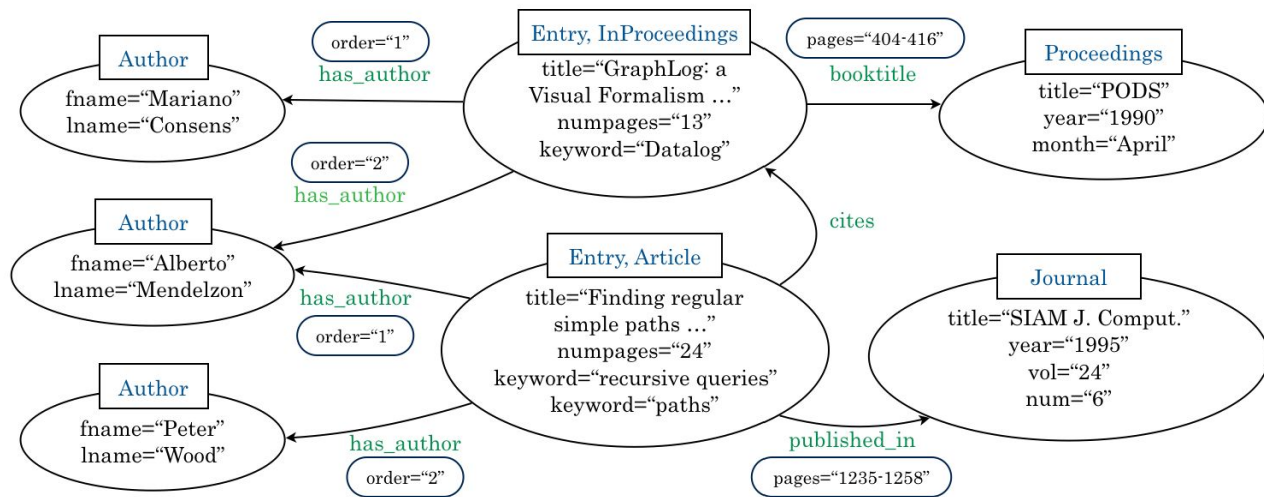 order=“1”
has_author
Author
fname=“Mariano”
lname=“Consens”
Entry, InProceedings
title=“GraphLog: a
Visual Formalism …”
numpages=“13”
keyword=“Datalog”
pages=“404-416”
booktitle
Proceedings
title=“PODS”
year=“1990”
month=“April”
order=“2”
has_author
Author
fname=“Alberto”
lname=“Mendelzon”
cites
has_author
order=“1”
Entry, Article
title=“Finding regular
simple paths …”
numpages=“24”
keyword=“recursive queries”
keyword=“paths”
Journal
title=“SIAM J. Comput.”
year=“1995”
vol=“24”
num=“6”
Author
fname=“Peter”
lname=“Wood”
has_author
order=“2”
published_in
pages=“1235-1258”